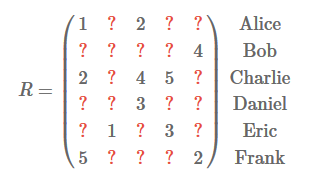 1 ? 2 ? ? Alice
? ? ? ? 4 Bob
2 ? 4 5 ? Charlie
R = ? ? 3 ? ? Daniel
? 1 ? 3 ? Eric
5 ? ? ? 2 Frank